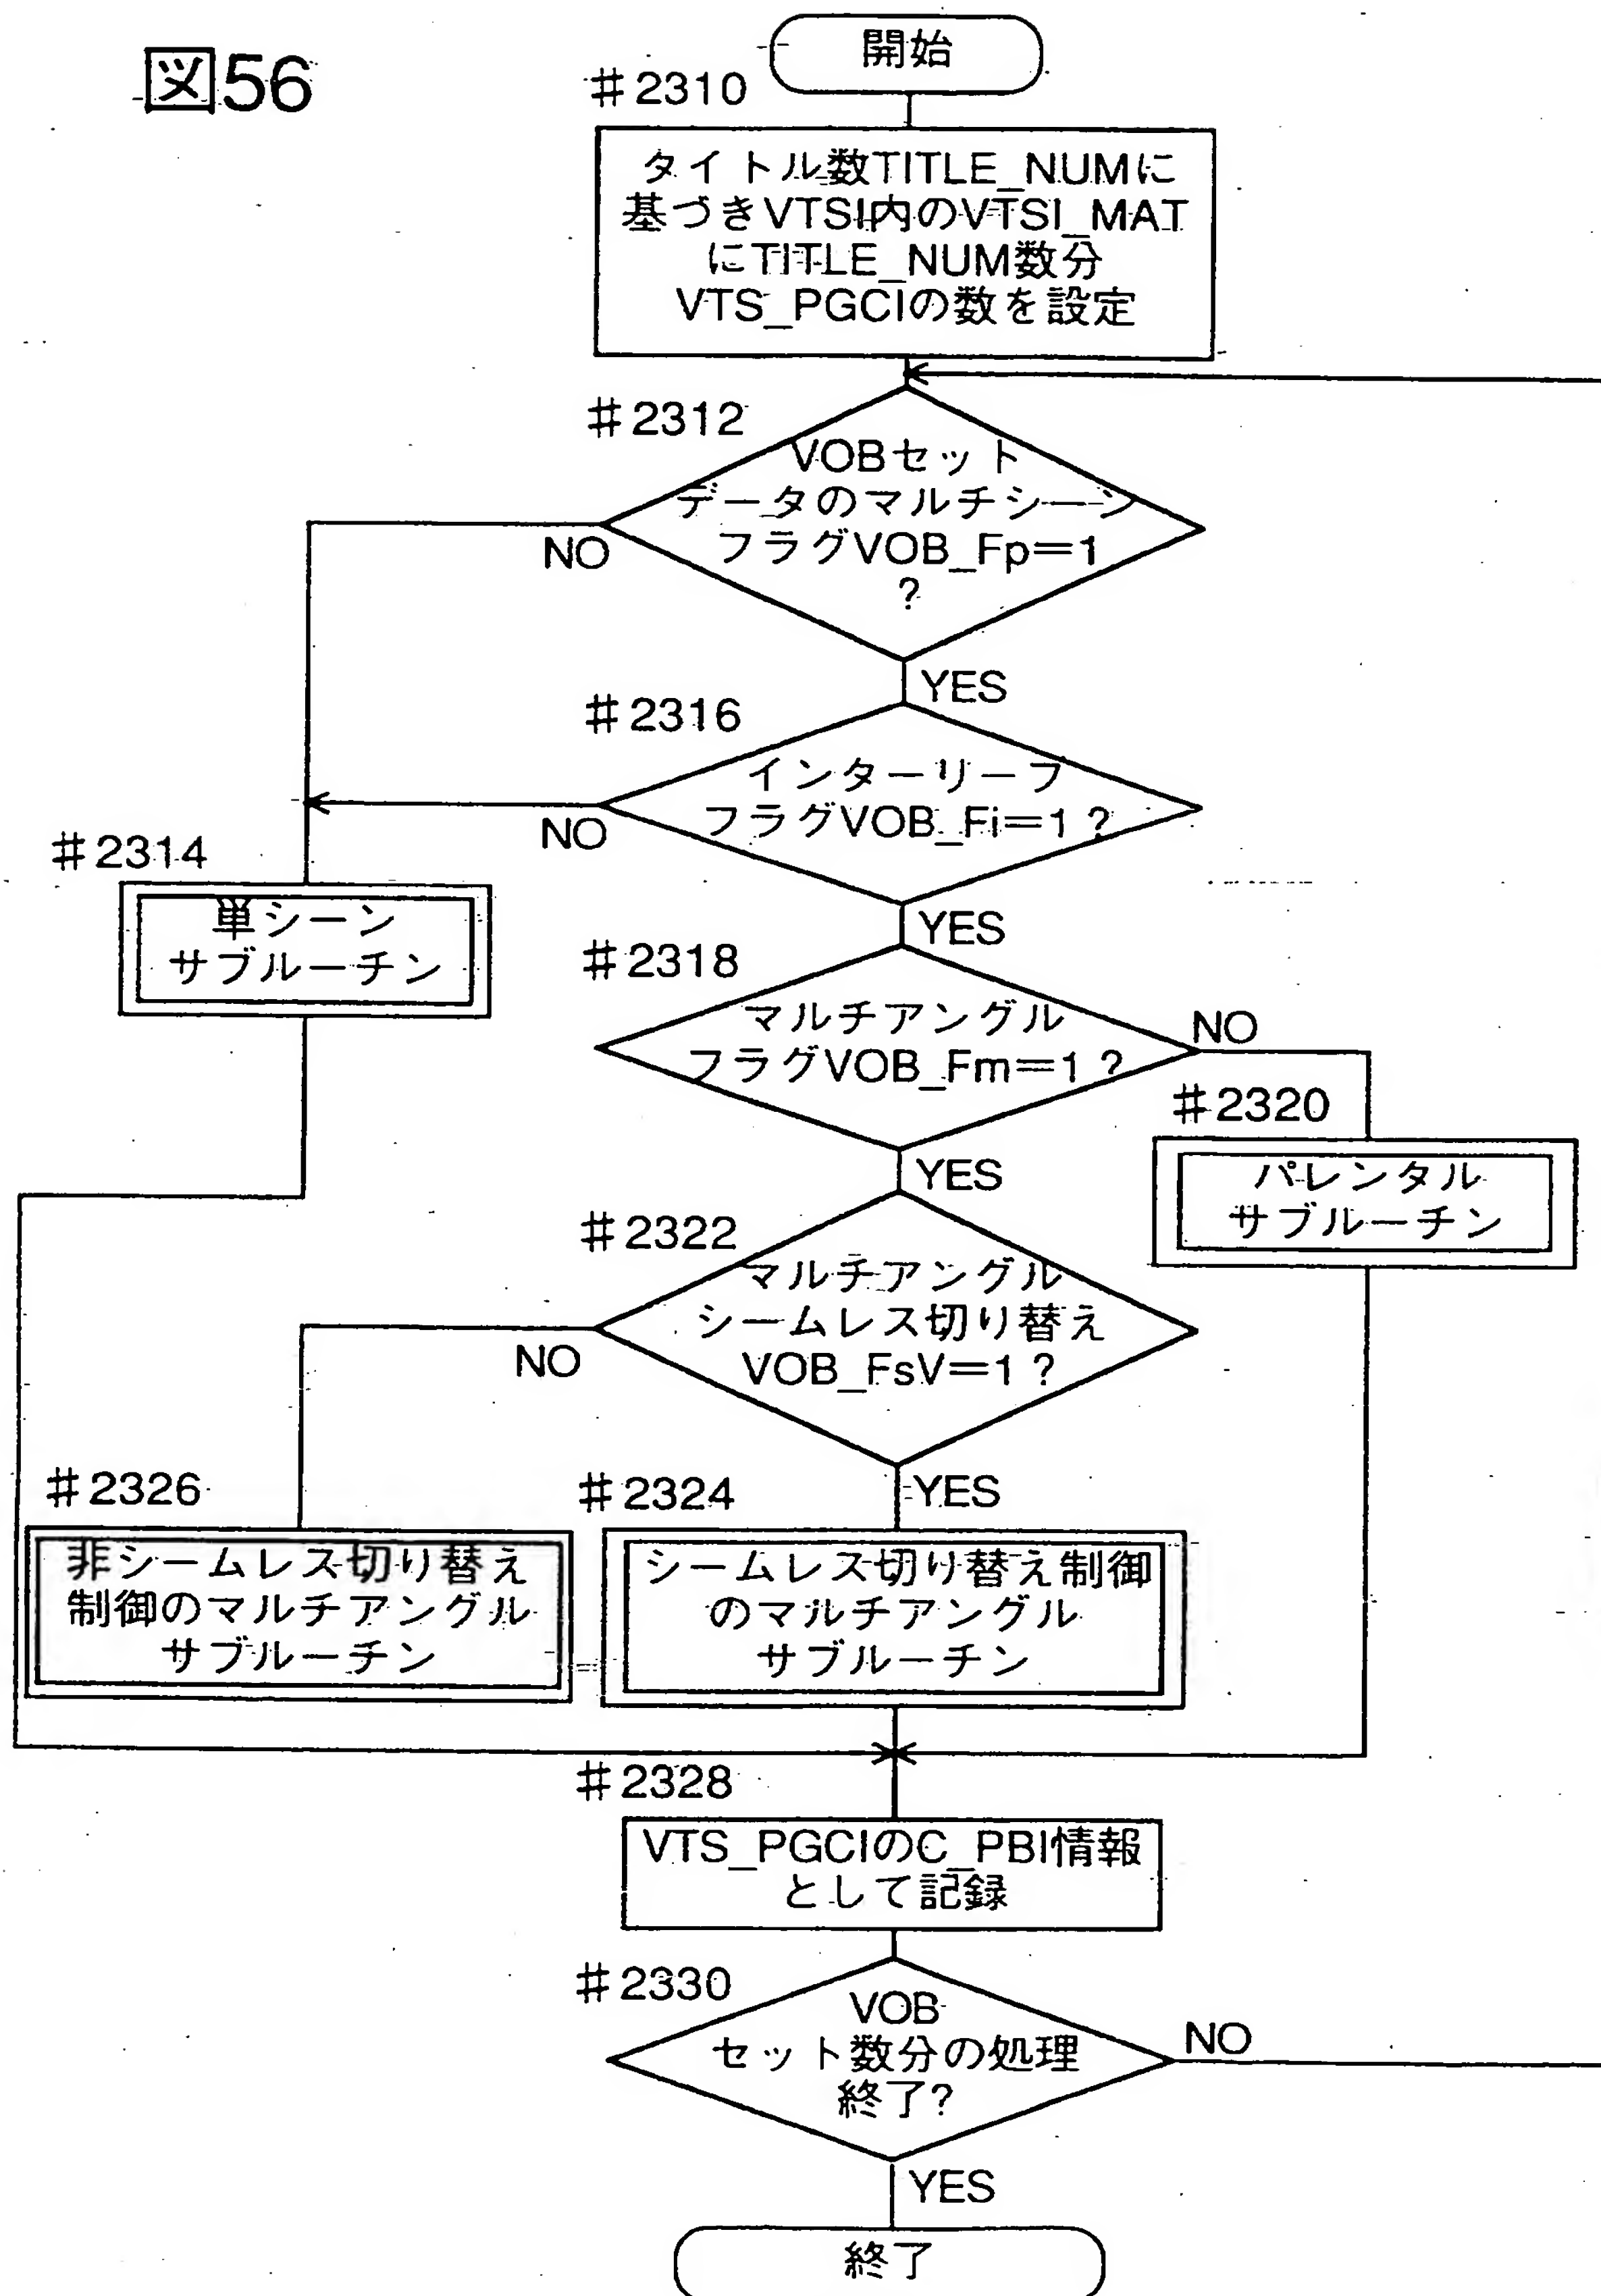 図56
開始
#2310
タイトル数TITLE_NUMに
基づきVTSI内のVTSI_MAT
にTITLE_NUM数分
VTS_PGCIの数を設定
#2312
VOBセット
データのマルチシーン
フラグVOB_Fp=1
?
NO
YES
#2316
インターリーフ
フラグVOB_Fi=1?
NO
YES
#2314
単シーン
サブルーチン
#2318
マルチアングル
フラグVOB_Fm=1?
NO
YES
#2320
パレンタル
サブルーチン
#2322
マルチアングル
シームレス切り替え
VOB_FsV=1?
NO
YES
#2326
非シームレス切り替え
制御のマルチアングル
サブルーチン
#2324
シームレス切り替え制御
のマルチアングル
サブルーチン
#2328
VTS_PGCIのC_PBI情報
として記録
#2330
VOB
セット数分の処理
終了?
NO
YES
終了